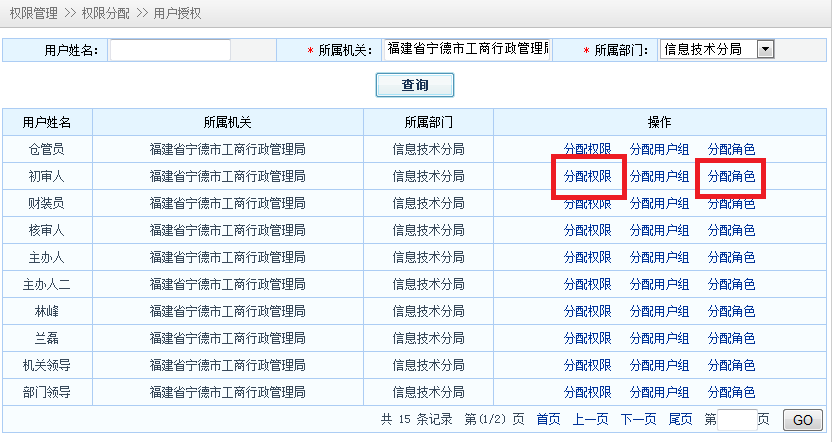 权限管理 >> 权限分配 >> 用户授权
用户姓名： * 所属机关： 福建省宁德市工商行政管理局 * 所属部门： 信息技术分局
查询
用户姓名 所属机关 所属部门 操作
仓管员 福建省宁德市工商行政管理局 信息技术分局 分配权限 分配用户组 分配角色
初审人 福建省宁德市工商行政管理局 信息技术分局 分配权限 分配用户组 分配角色
财装员 福建省宁德市工商行政管理局 信息技术分局 分配权限 分配用户组 分配角色
核审人 福建省宁德市工商行政管理局 信息技术分局 分配权限 分配用户组 分配角色
主办人 福建省宁德市工商行政管理局 信息技术分局 分配权限 分配用户组 分配角色
主办人二 福建省宁德市工商行政管理局 信息技术分局 分配权限 分配用户组 分配角色
林峰 福建省宁德市工商行政管理局 信息技术分局 分配权限 分配用户组 分配角色
兰磊 福建省宁德市工商行政管理局 信息技术分局 分配权限 分配用户组 分配角色
机关领导 福建省宁德市工商行政管理局 信息技术分局 分配权限 分配用户组 分配角色
部门领导 福建省宁德市工商行政管理局 信息技术分局 分配权限 分配用户组 分配角色
共 15 条记录 第(1/2) 页 首页 上一页 下一页 尾页 第 页 GO